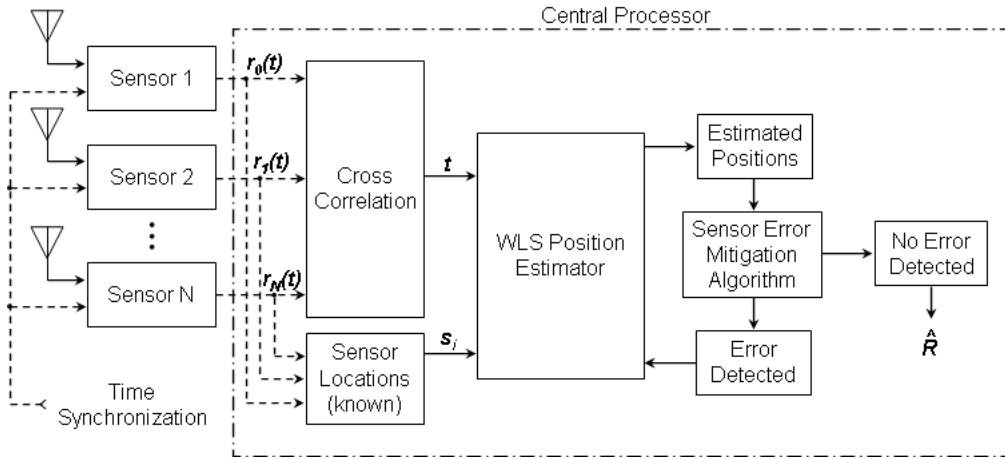 Central Processor
Sensor 1
r0(t)
Sensor 2
r1(t)
Sensor N
rN(t)
Time
Synchronization
Cross
Correlation
t
Sensor
Locations
(known)
si
WLS Position
Estimator
Estimated
Positions
Sensor Error
Mitigation
Algorithm
Error
Detected
No Error
Detected
R̂